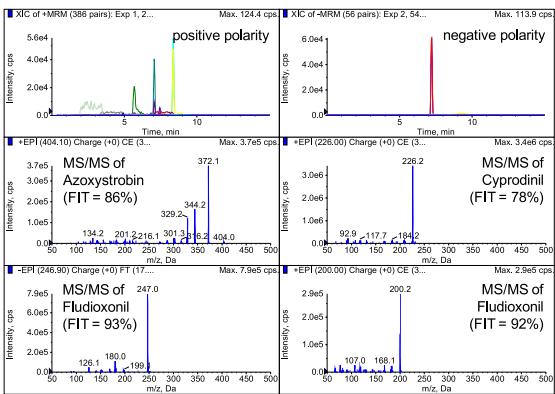 XIC of +MRM (386 pairs): Exp 1, 2... Max. 124.4 cps.
positive polarity
Intensity, cps
5.6e4
4.0e4
2.0e4
0.0
5 10
Time, min
XIC of -MRM (56 pairs): Exp 2, 54... Max. 113.9 cps.
negative polarity
Intensity, cps
6.0e4
4.0e4
2.0e4
0.0
5 10
Time, min
+EPI (404.10) Charge (+0) CE (3... Max. 3.7e5 cps.
MS/MS of
Azoxystrobin
(FIT = 86%)
Intensity, cps
3.7e5
3.0e5
2.0e5
1.0e5
0.0
372.1
344.2
329.2
134.2 201.2 216.1 301.3 316.2 404.0
50 100 150 200 250 300 350 400 450 500
m/z, Da
+EPI (226.00) Charge (+0) CE (3... Max. 3.4e6 cps.
MS/MS of
Cyprodinil
(FIT = 78%)
Intensity, cps
3.0e6
2.0e6
1.0e6
0.0
226.2
92.9 117.7 184.2
50 100 150 200 250 300 350 400 450 500
m/z, Da
-EPI (246.90) Charge (+0) FT (17.... Max. 7.9e5 cps.
MS/MS of
Fludioxonil
(FIT = 93%)
Intensity, cps
7.9e5
6.0e5
4.0e5
2.0e5
0.0
247.0
126.1 180.0 199.1
50 100 150 200 250 300 350 400 450 500
m/z, Da
+EPI (200.00) Charge (+0) CE (3... Max. 2.9e5 cps.
MS/MS of
Fludioxonil
(FIT = 92%)
Intensity, cps
2.9e5
2.0e5
1.0e5
0.0
200.2
107.0 168.1
50 100 150 200 250 300 350 400 450 500
m/z, Da